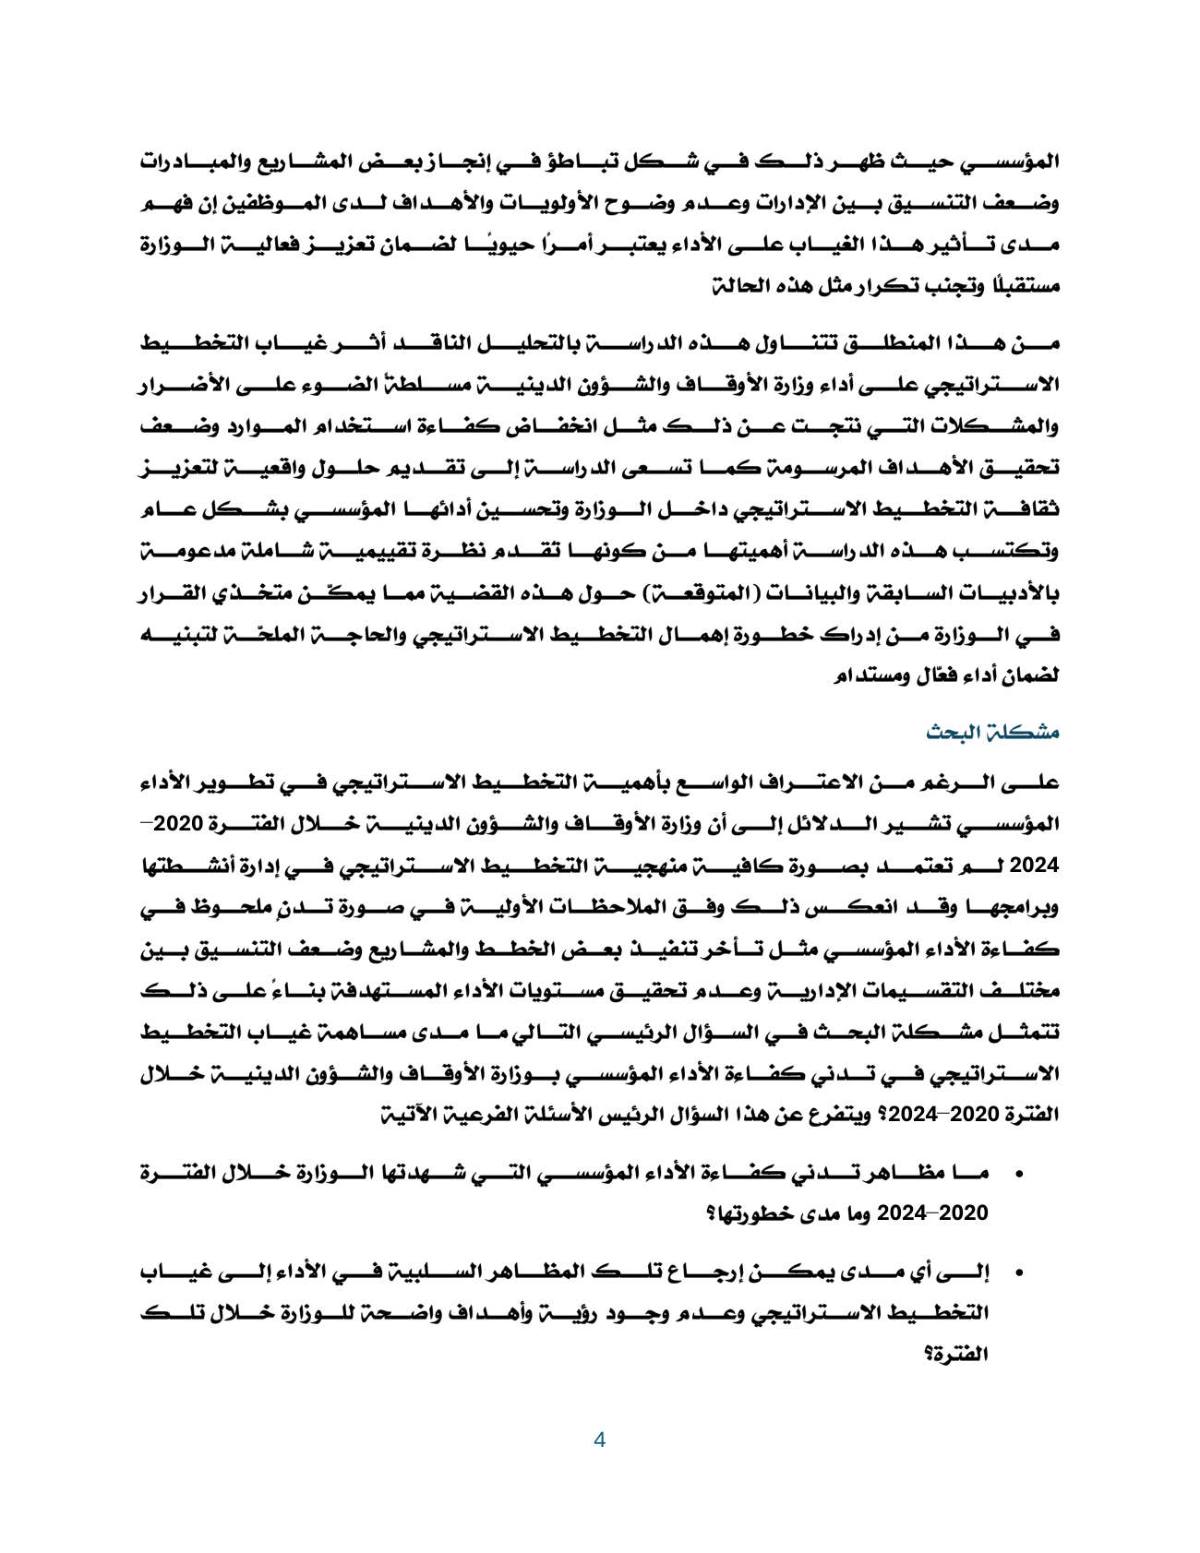 المؤسسي حيث ظهر ذلك في شكل تباطؤ في إنجاز بعض المشاريع والمبادرات
وضعف التنسيق بين الإدارات وعدم وضوح الأولويات والأهداف لدى الموظفين إن فهم
مدى تأثير هذا الغياب على الأداء يعتبر أمرًا حيويًا لضمان تعزيز فعالية الوزارة
مستقبلًا وتجنب تكرار مثل هذه الحالة
من هذا المنطلق تتناول هذه الدراسة بالتحليل الناقد أثر غياب التخطيط
الاستراتيجي على أداء وزارة الأوقاف والشؤون الدينية مسلطةً الضوء على الأضرار
والمشكلات التي نتجت عن ذلك مثل انخفاض كفاءة استخدام الموارد وضعف
تحقيق الأهداف المرسومة كما تسعى الدراسة إلى تقديم حلول واقعية لتعزيز
ثقافة التخطيط الاستراتيجي داخل الوزارة وتحسين أدائها المؤسسي بشكل عام
وتكتسب هذه الدراسة أهميتها من كونها تقدم نظرة تقييمية شاملة مدعومة
بالأدبيات السابقة والبيانات (المتوقعة) حول هذه القضية مما يمكّن متخذي القرار
في الوزارة من إدراك خطورة إهمال التخطيط الاستراتيجي والحاجة الملحّة لتبنيه
لضمان أداء فعّال ومستدام
مشكلة البحث
على الرغم من الاعتراف الواسع بأهمية التخطيط الاستراتيجي في تطوير الأداء
المؤسسي تشير الدلائل إلى أن وزارة الأوقاف والشؤون الدينية خلال الفترة 2020–
2024 لم تعتمد بصورة كافية منهجية التخطيط الاستراتيجي في إدارة أنشطتها
وبرامجها وقد انعكس ذلك وفق الملاحظات الأولية في صورة تدنٍ ملحوظ في
كفاءة الأداء المؤسسي مثل تأخر تنفيذ بعض الخطط والمشاريع وضعف التنسيق بين
مختلف التقسيمات الإدارية وعدم تحقيق مستويات الأداء المستهدفة بناءً على ذلك
تتمثل مشكلة البحث في السؤال الرئيسي التالي ما مدى مساهمة غياب التخطيط
الاستراتيجي في تدني كفاءة الأداء المؤسسي بوزارة الأوقاف والشؤون الدينية خلال
الفترة 2020–2024؟ ويتفرع عن هذا السؤال الرئيس الأسئلة الفرعية الآتية
• ما مظاهر تدني كفاءة الأداء المؤسسي التي شهدتها الوزارة خلال الفترة
2020–2024 وما مدى خطورتها؟
• إلى أي مدى يمكن إرجاع تلك المظاهر السلبية في الأداء إلى غياب
التخطيط الاستراتيجي وعدم وجود رؤية وأهداف واضحة للوزارة خلال تلك
الفترة؟
4